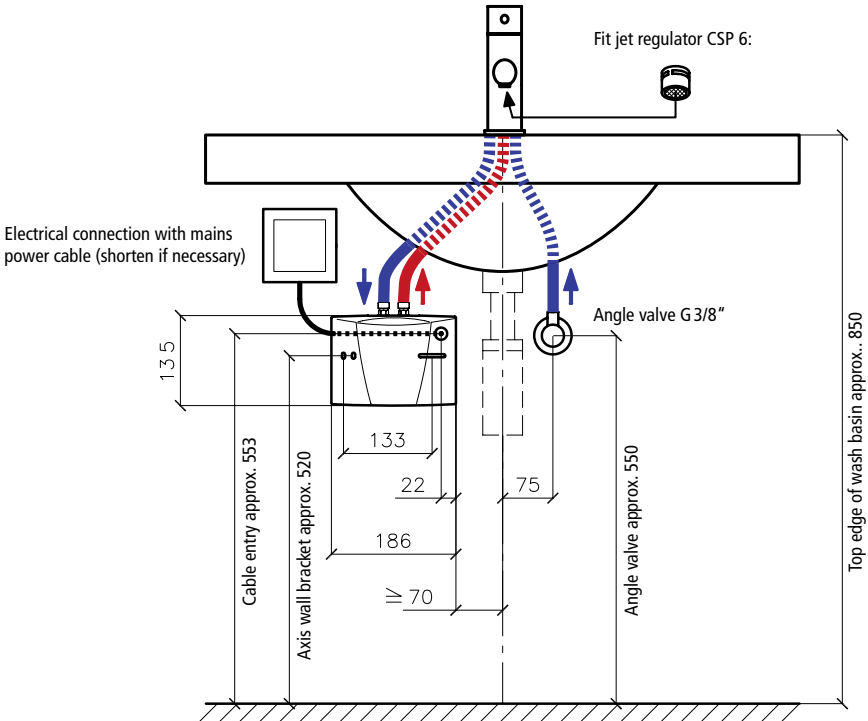 Fit jet regulator CSP 6:
Electrical connection with mains
power cable (shorten if necessary)
Angle valve G 3/8"
135
133
22
75
186
≥ 70
Cable entry approx. 553
Axis wall bracket approx. 520
Angle valve approx. 550
Top edge of wash basin approx.. 850